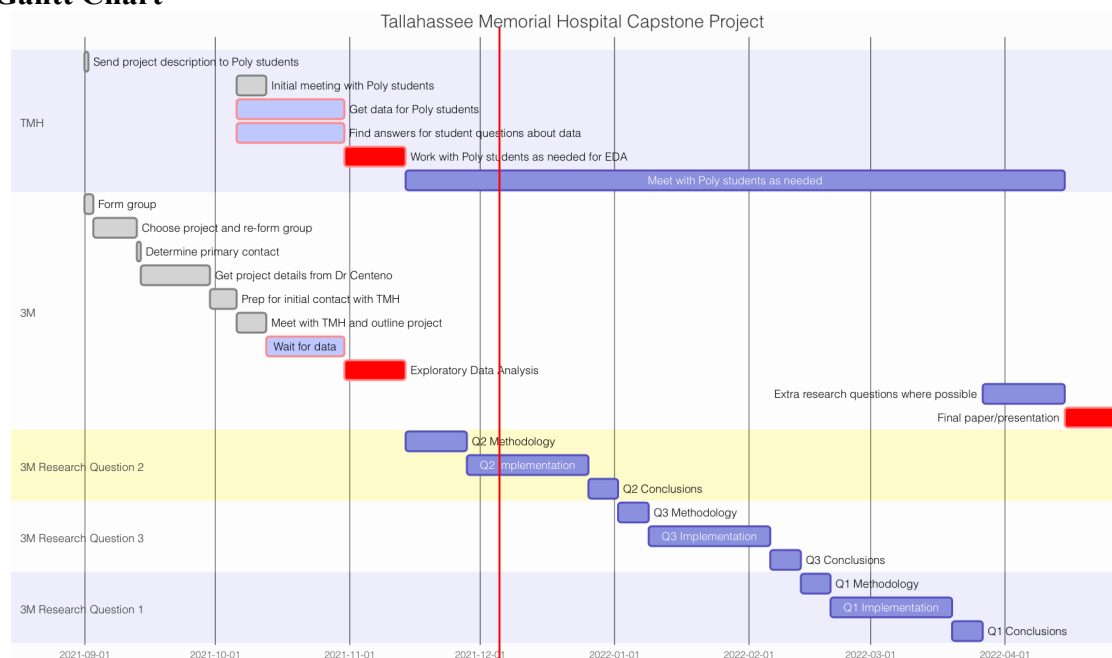 Gantt Chart
Tallahassee Memorial Hospital Capstone Project
TMH
Send project description to Poly students
Initial meeting with Poly students
Get data for Poly students
Find answers for student questions about data
Work with Poly students as needed for EDA
Meet with Poly students as needed
3M
Form group
Choose project and re-form group
Determine primary contact
Get project details from Dr Centeno
Prep for initial contact with TMH
Meet with TMH and outline project
Wait for data
Exploratory Data Analysis
Extra research questions where possible
Final paper/presentation
3M Research Question 2
Q2 Methodology
Q2 Implementation
Q2 Conclusions
3M Research Question 3
Q3 Methodology
Q3 Implementation
Q3 Conclusions
3M Research Question 1
Q1 Methodology
Q1 Implementation
Q1 Conclusions
2021-09-01
2021-10-01
2021-11-01
2021-12-01
2022-01-01
2022-02-01
2022-03-01
2022-04-01